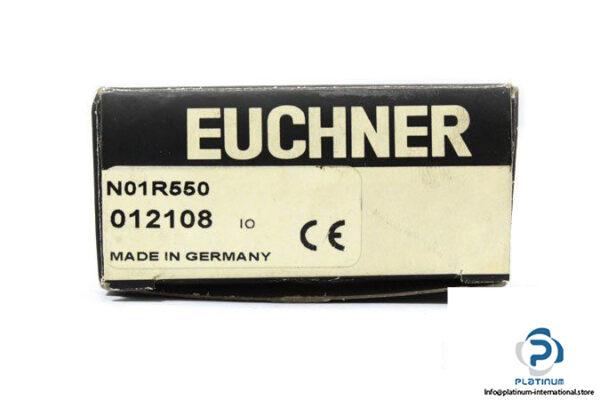 EUCHNER
N01R550
012108 IO
CE
MADE IN GERMANY
PLATINUM
Info@platinum-international.store